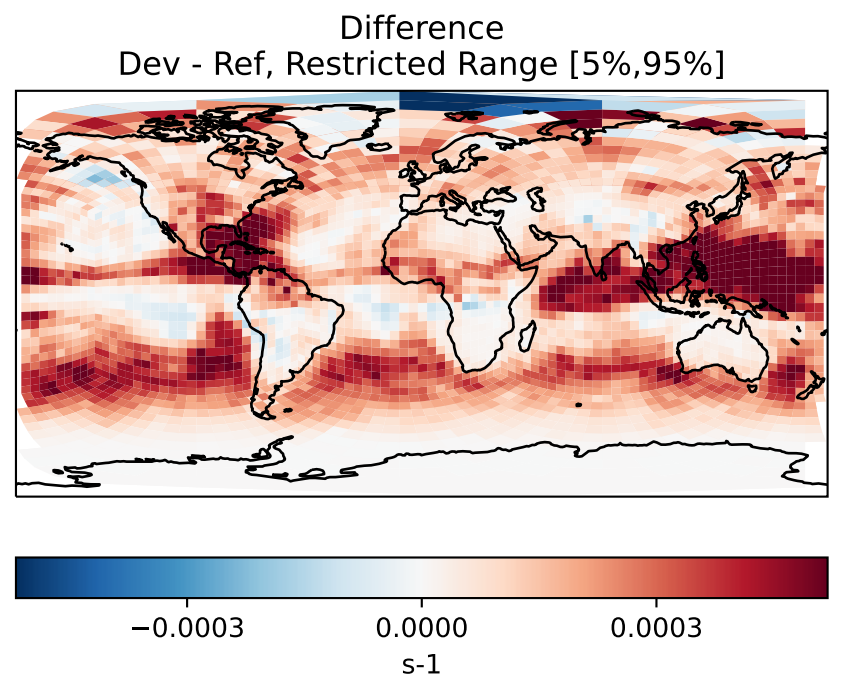 Difference
Dev - Ref, Restricted Range [5%,95%]
−0.0003 0.0000 0.0003
s-1